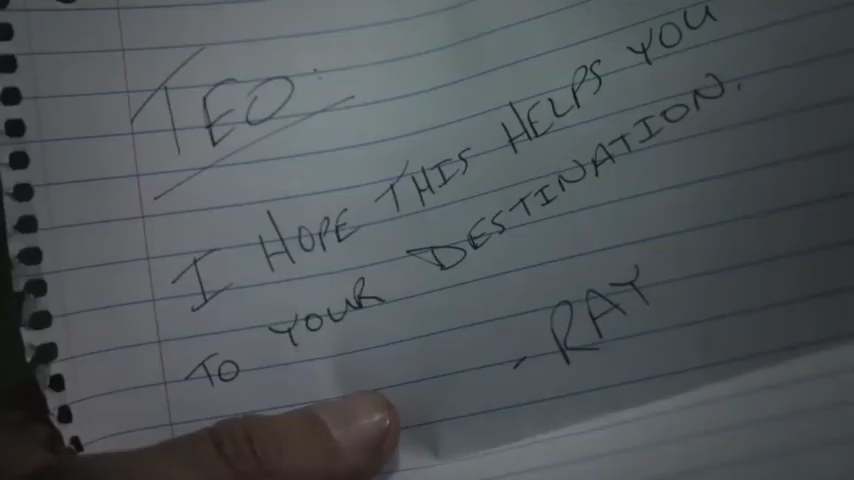 TEO:
I HOPE THIS HELPS YOU
TO YOUR DESTINATION.
- RAY